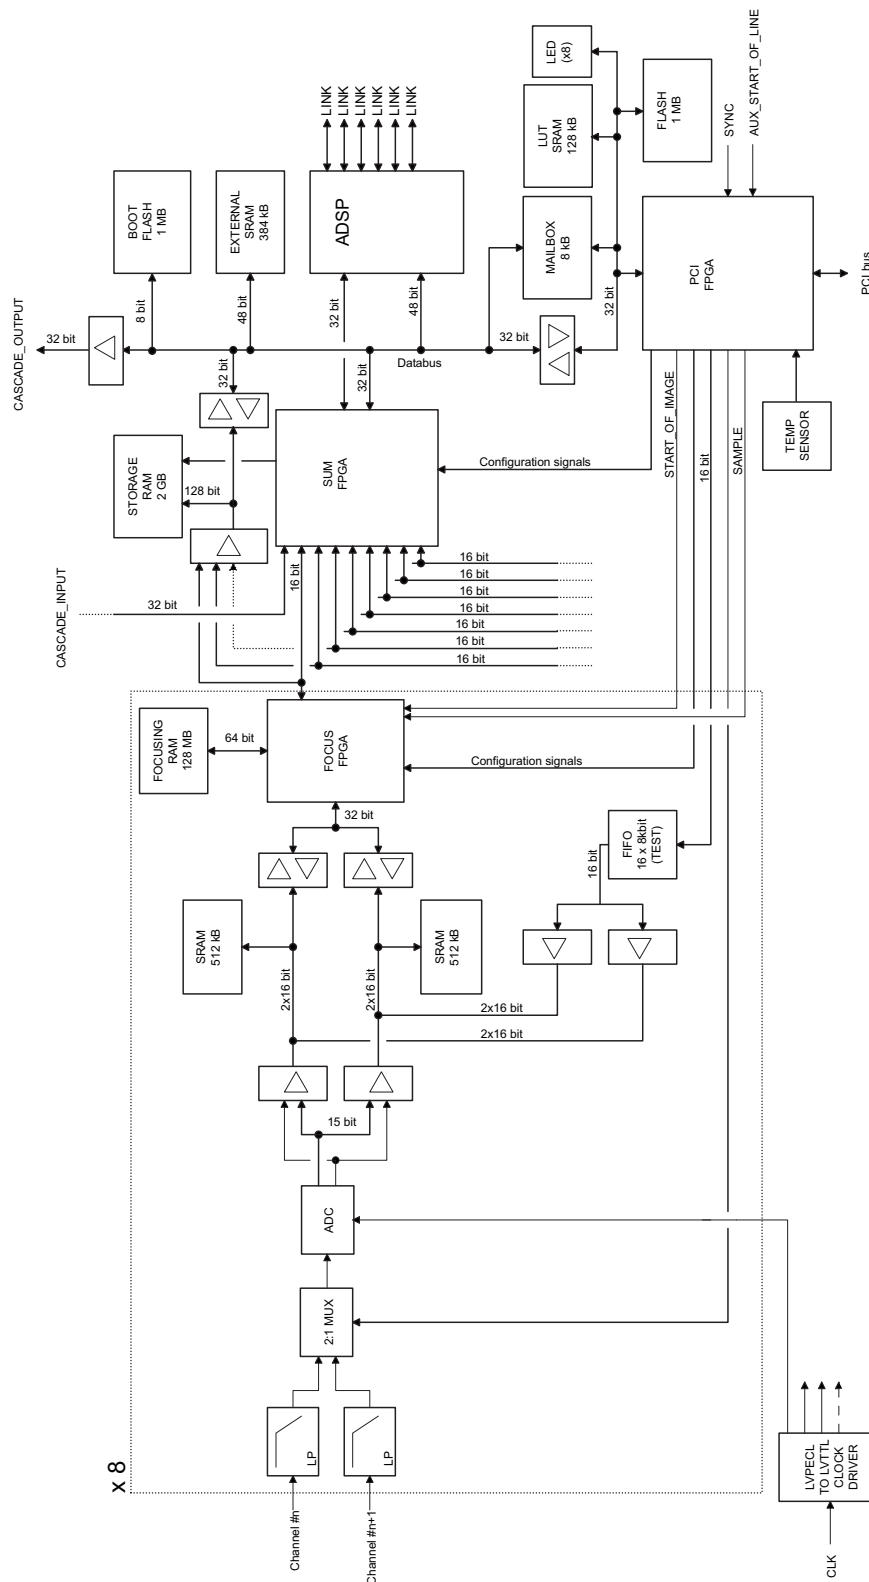 x 8
Channel #n
Channel #n+1
LP
LP
2:1 MUX
ADC
15 bit
2x16 bit
2x16 bit
SRAM
512 kB
SRAM
512 kB
2x16 bit
2x16 bit
16 bit
FIFO
16 x 8kbit
(TEST)
32 bit
FOCUS
FPGA
64 bit
FOCUSING
RAM
128 MB
Configuration signals
CLK
LVPECL
TO LVTTL
CLOCK
DRIVER
CASCADE_INPUT
32 bit
16 bit
16 bit
16 bit
16 bit
16 bit
16 bit
16 bit
16 bit
SUM
FPGA
STORAGE
RAM
2 GB
128 bit
32 bit
CASCADE_OUTPUT
32 bit
8 bit
BOOT
FLASH
1 MB
48 bit
EXTERNAL
SRAM
384 kB
32 bit
48 bit
ADSP
LINK
LINK
LINK
LINK
LINK
LINK
Databus
32 bit
32 bit
32 bit
MAILBOX
8 kB
LUT
SRAM
128 kB
LED
(x8)
FLASH
1 MB
SYNC
AUX_START_OF_LINE
PCI
FPGA
PCI bus
TEMP
SENSOR
Configuration signals
START_OF_IMAGE
16 bit
SAMPLE